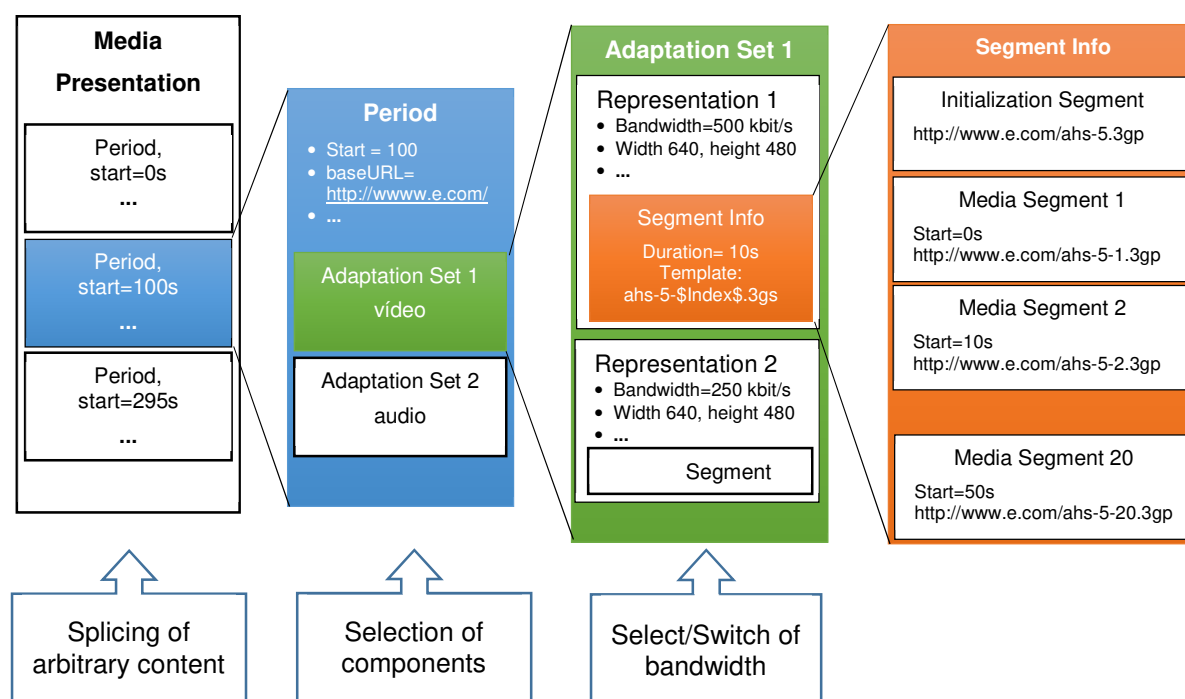 Media
Presentation
Period,
start=0s
...
Period,
start=100s
...
Period,
start=295s
...
Period
• Start = 100
• baseURL=
http://wwww.e.com/
• ...
Adaptation Set 1
vídeo
Adaptation Set 2
audio
Adaptation Set 1
Representation 1
• Bandwidth=500 kbit/s
• Width 640, height 480
• ...
Segment Info
Duration= 10s
Template:
ahs-5-$Index$.3gs
Representation 2
• Bandwidth=250 kbit/s
• Width 640, height 480
• ...
Segment
Segment Info
Initialization Segment
http://www.e.com/ahs-5.3gp
Media Segment 1
Start=0s
http://www.e.com/ahs-5-1.3gp
Media Segment 2
Start=10s
http://www.e.com/ahs-5-2.3gp
Media Segment 20
Start=50s
http://www.e.com/ahs-5-20.3gp
Splicing of
arbitrary content
Selection of
components
Select/Switch of
bandwidth